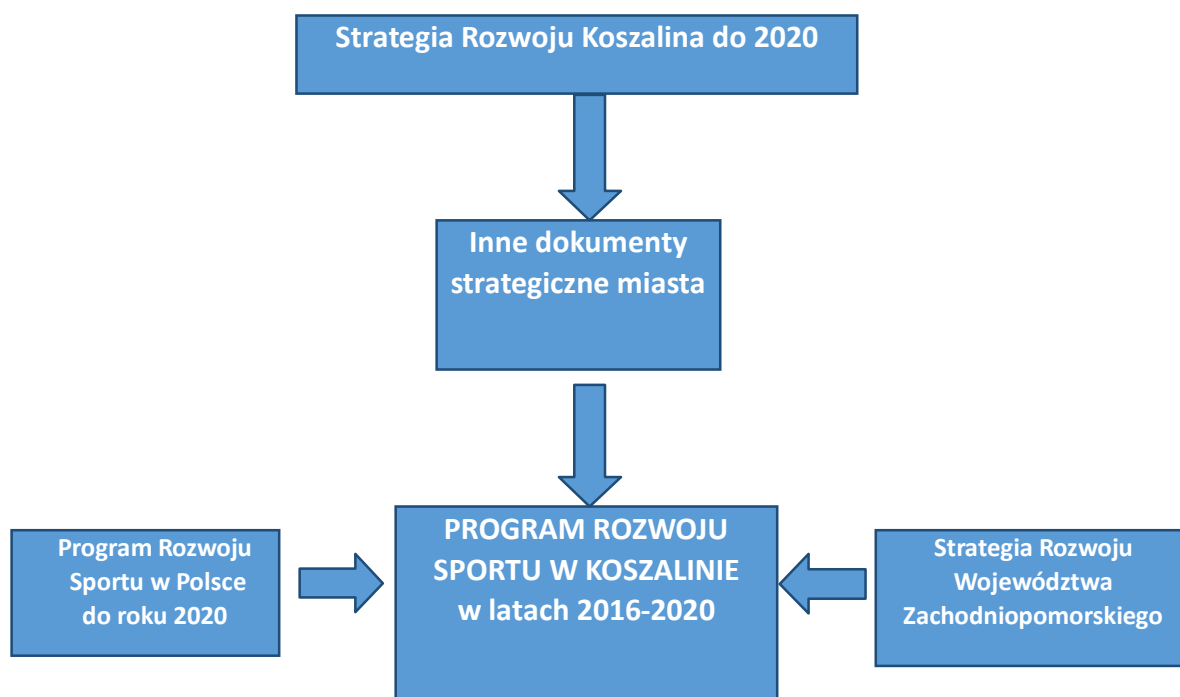 Strategia Rozwoju Koszalina do 2020
Inne dokumenty
strategiczne miasta
Program Rozwoju
Sportu w Polsce
do roku 2020
PROGRAM ROZWOJU
SPORTU W KOSZALINIE
w latach 2016-2020
Strategia Rozwoju
Województwa
Zachodniopomorskiego